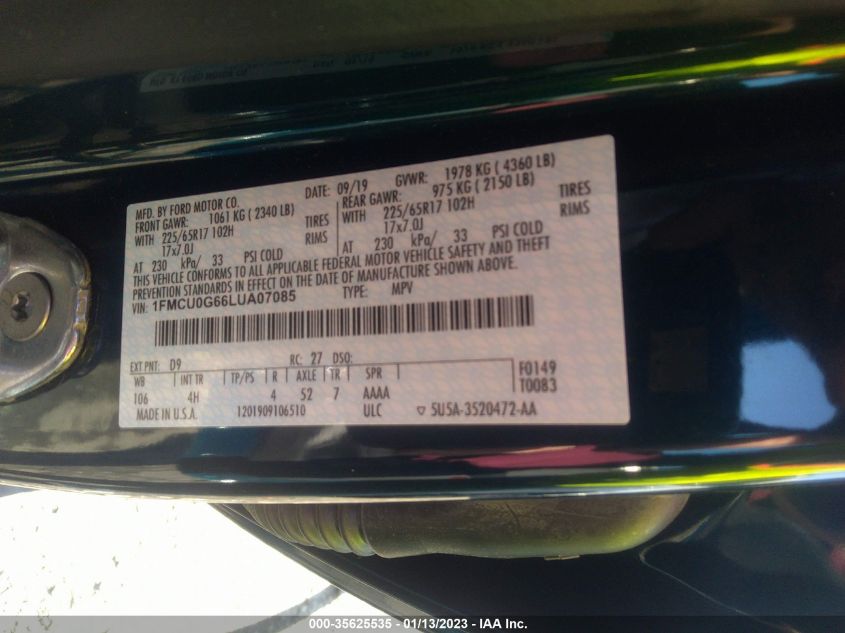 MFD. BY FORD MOTOR CO. DATE: 09/19 GVWR: 1978 KG ( 4360 LB)
FRONT GAWR: 1061 KG ( 2340 LB) REAR GAWR: 975 KG ( 2150 LB)
WITH 225/65R17 102H TIRES WITH 225/65R17 102H TIRES
17x7.0J RIMS 17x7.0J RIMS
AT 230 kPa/ 33 PSI COLD AT 230 kPa/ 33 PSI COLD
THIS VEHICLE CONFORMS TO ALL APPLICABLE FEDERAL MOTOR VEHICLE SAFETY AND THEFT
PREVENTION STANDARDS IN EFFECT ON THE DATE OF MANUFACTURE SHOWN ABOVE.
VIN: 1FMCU0G66LUA07085 TYPE: MPV
EXT PNT: D9 RC: 27 DSO: F0149
WB INT TR TP/PS R AXLE TR SPR T0083
106 4H 4 52 7 AAAA
MADE IN U.S.A. 1201909106510 ULC ▽ 5U5A-3520472-AA
000-35625535 - 01/13/2023 - IAA Inc.